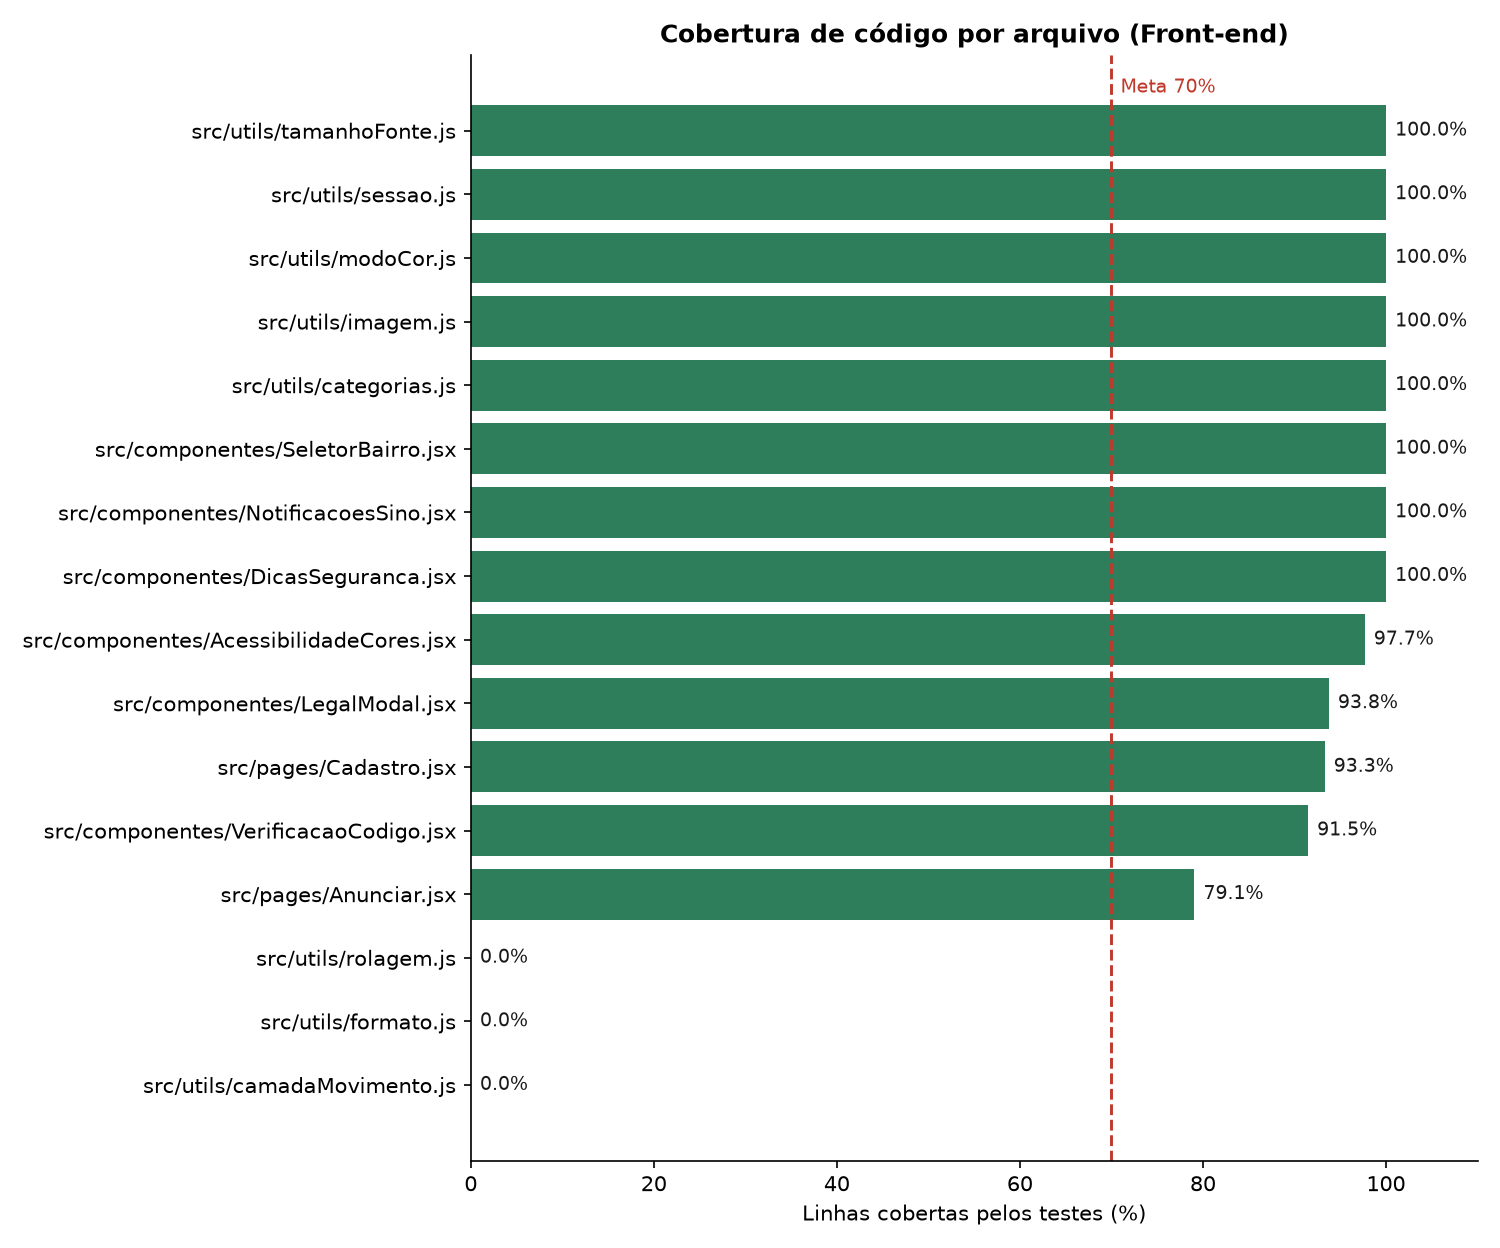 Cobertura de código por arquivo (Front-end)
Meta 70%
src/utils/tamanhoFonte.js 100.0%
src/utils/sessao.js 100.0%
src/utils/modoCor.js 100.0%
src/utils/imagem.js 100.0%
src/utils/categorias.js 100.0%
src/componentes/SeletorBairro.jsx 100.0%
src/componentes/NotificacoesSino.jsx 100.0%
src/componentes/DicasSeguranca.jsx 100.0%
src/componentes/AcessibilidadeCores.jsx 97.7%
src/componentes/LegalModal.jsx 93.8%
src/pages/Cadastro.jsx 93.3%
src/componentes/VerificacaoCodigo.jsx 91.5%
src/pages/Anunciar.jsx 79.1%
src/utils/rolagem.js 0.0%
src/utils/formato.js 0.0%
src/utils/camadaMovimento.js 0.0%
0 20 40 60 80 100
Linhas cobertas pelos testes (%)